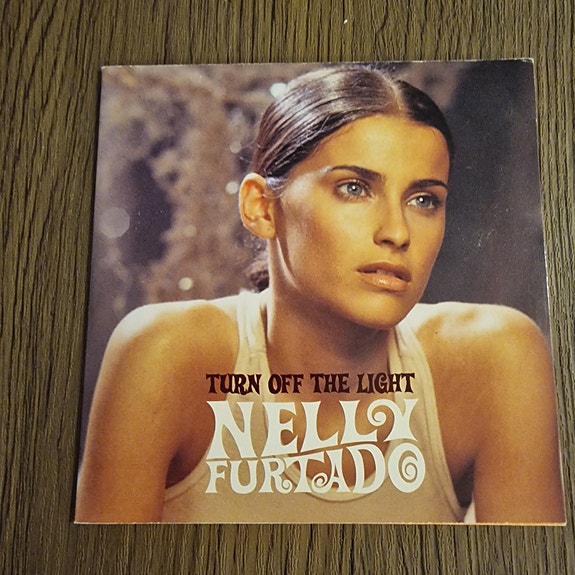 TURN OFF THE LIGHT
NELLY
FURTADO